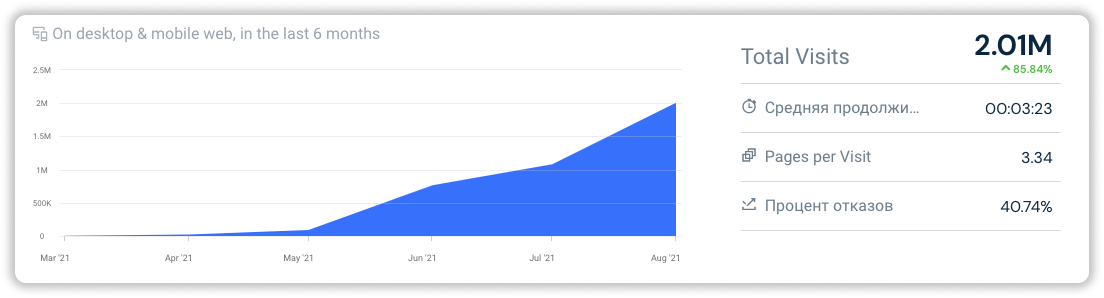 On desktop & mobile web, in the last 6 months
2.5M
2M
1.5M
1M
500K
0
Mar '21 Apr '21 May '21 Jun '21 Jul '21 Aug '21
Total Visits 2.01M
85.84%
Средняя продолжи... 00:03:23
Pages per Visit 3.34
Процент отказов 40.74%